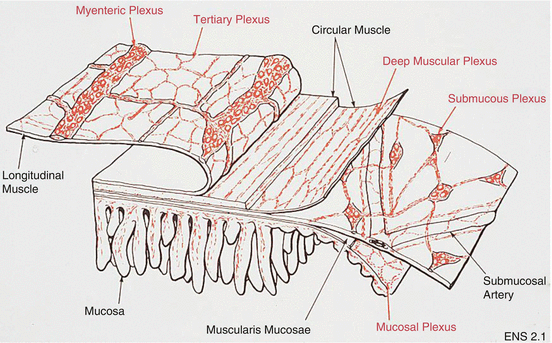 Myenteric Plexus
Tertiary Plexus
Circular Muscle
Deep Muscular Plexus
Submucous Plexus
Longitudinal
Muscle
Submucosal
Artery
Mucosa
Muscularis Mucosae
Mucosal Plexus
ENS 2.1